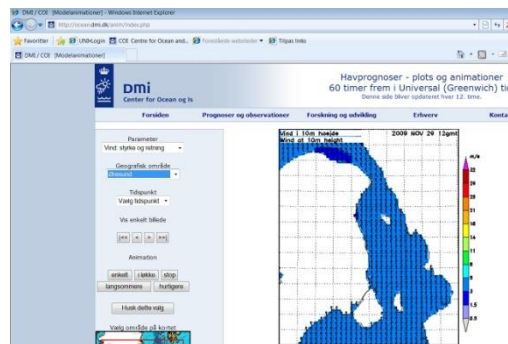 DMI / COI [Modelanimationer] - Windows Internet Explorer
http://ocean.dmi.dk/anim/index.php
Favoritter
UNI•Login
COI Centre for Ocean and...
Foreslåede websteder
Tilpas links
DMI / COI [Modelanimationer]
DMi
Center for Ocean og Is
Havprognoser - plots og animationer
60 timer frem i Universal (Greenwich) ti
Denne side bliver opdateret hver 12. time.
Forsiden
Prognoser og observationer
Forskning og udvikling
Erhverv
Konta
Parameter
Vind: styrke og retning
Geografisk område
Øresund
Tidspunkt
Vælg tidspunkt
Vis enkelt billede
|<<
<
>
>>|
Animation
enkelt
i løkke
stop
langsommere
hurtigere
Husk dette valg
Vælg område på kortet
Vind i 10m hoejde
Wind at 10m height
2009 NOV 29 12gmt
m/s